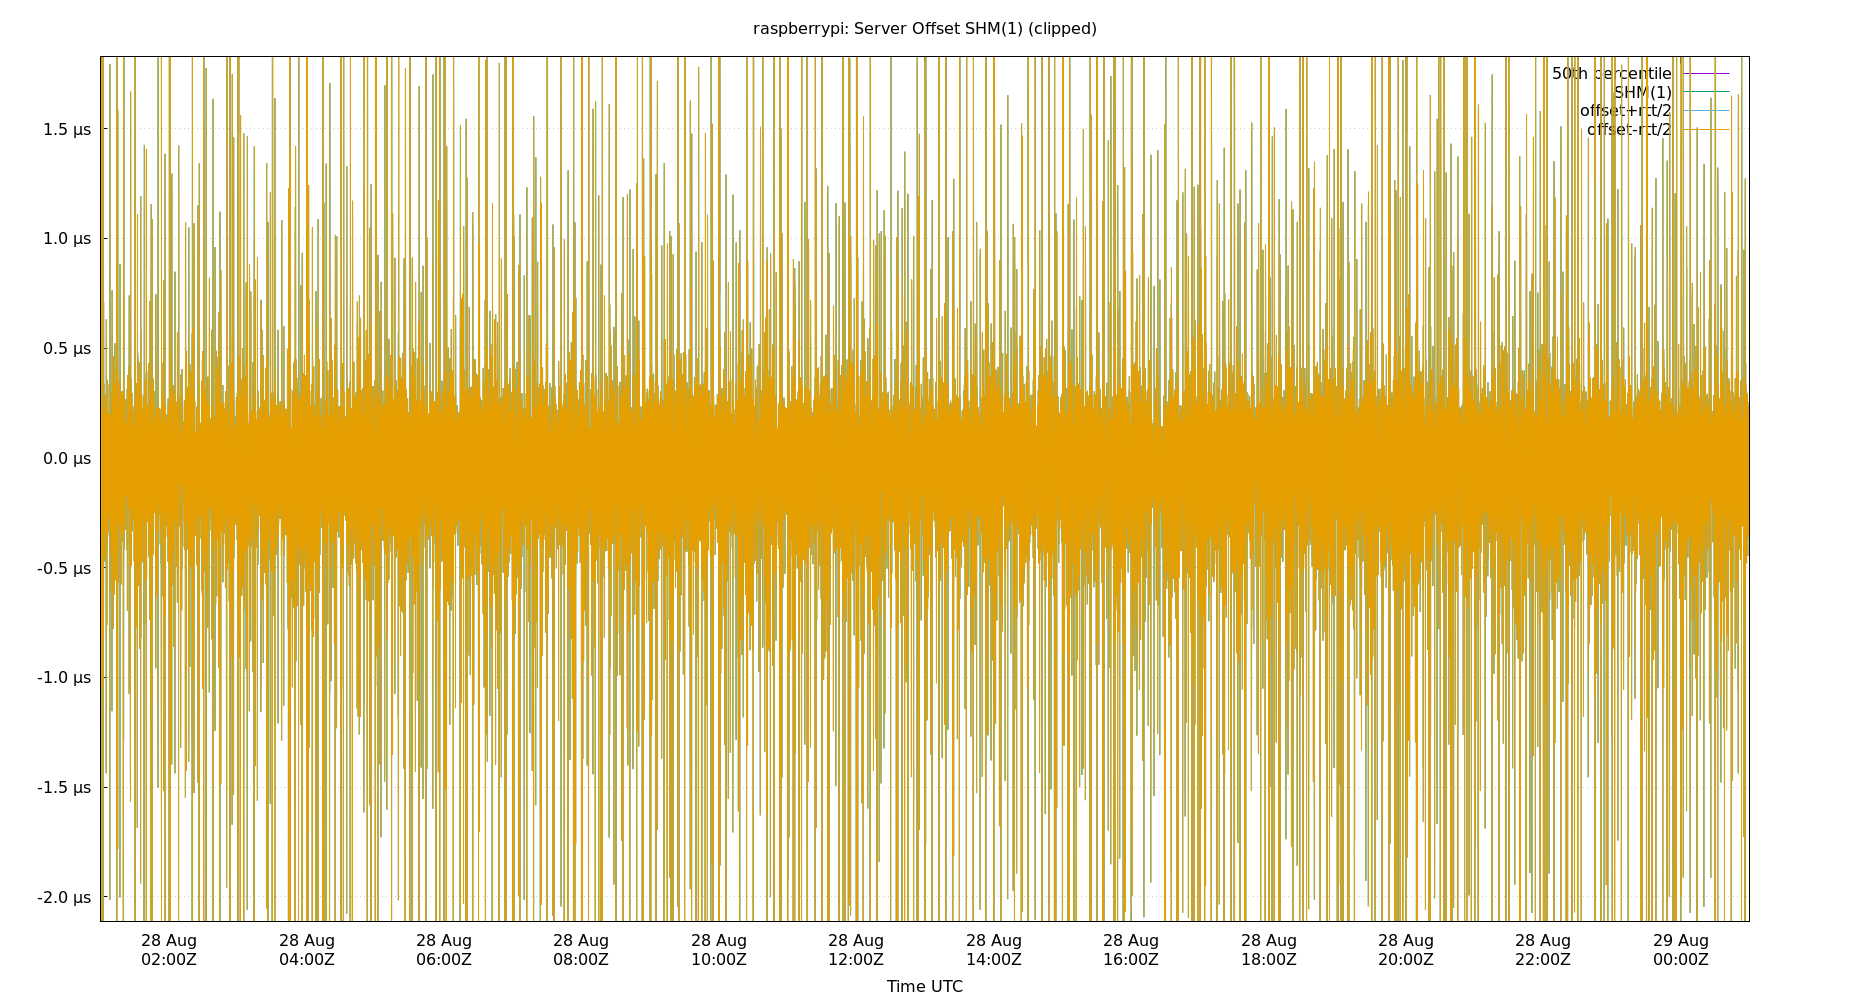 raspberrypi: Server Offset SHM(1) (clipped)
50th percentile
SHM(1)
offset+rtt/2
offset-rtt/2
1.5 µs
1.0 µs
0.5 µs
0.0 µs
-0.5 µs
-1.0 µs
-1.5 µs
-2.0 µs
28 Aug 28 Aug 28 Aug 28 Aug 28 Aug 28 Aug 28 Aug 28 Aug 28 Aug 28 Aug 28 Aug 29 Aug
02:00Z 04:00Z 06:00Z 08:00Z 10:00Z 12:00Z 14:00Z 16:00Z 18:00Z 20:00Z 22:00Z 00:00Z
Time UTC